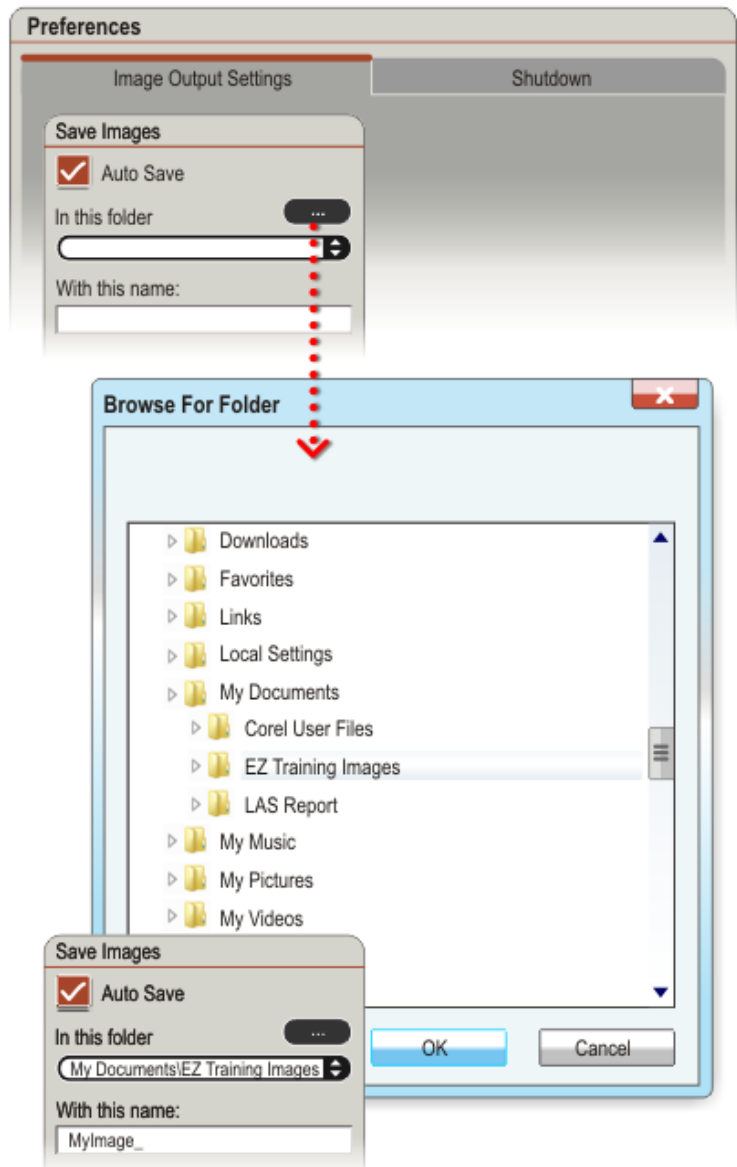 Preferences
Image Output Settings
Shutdown
Save Images
Auto Save
In this folder
...
With this name:
Browse For Folder
Downloads
Favorites
Links
Local Settings
My Documents
Corel User Files
EZ Training Images
LAS Report
My Music
My Pictures
My Videos
Save Images
Auto Save
In this folder
...
My Documents\EZ Training Images
With this name:
MyImage_
OK
Cancel